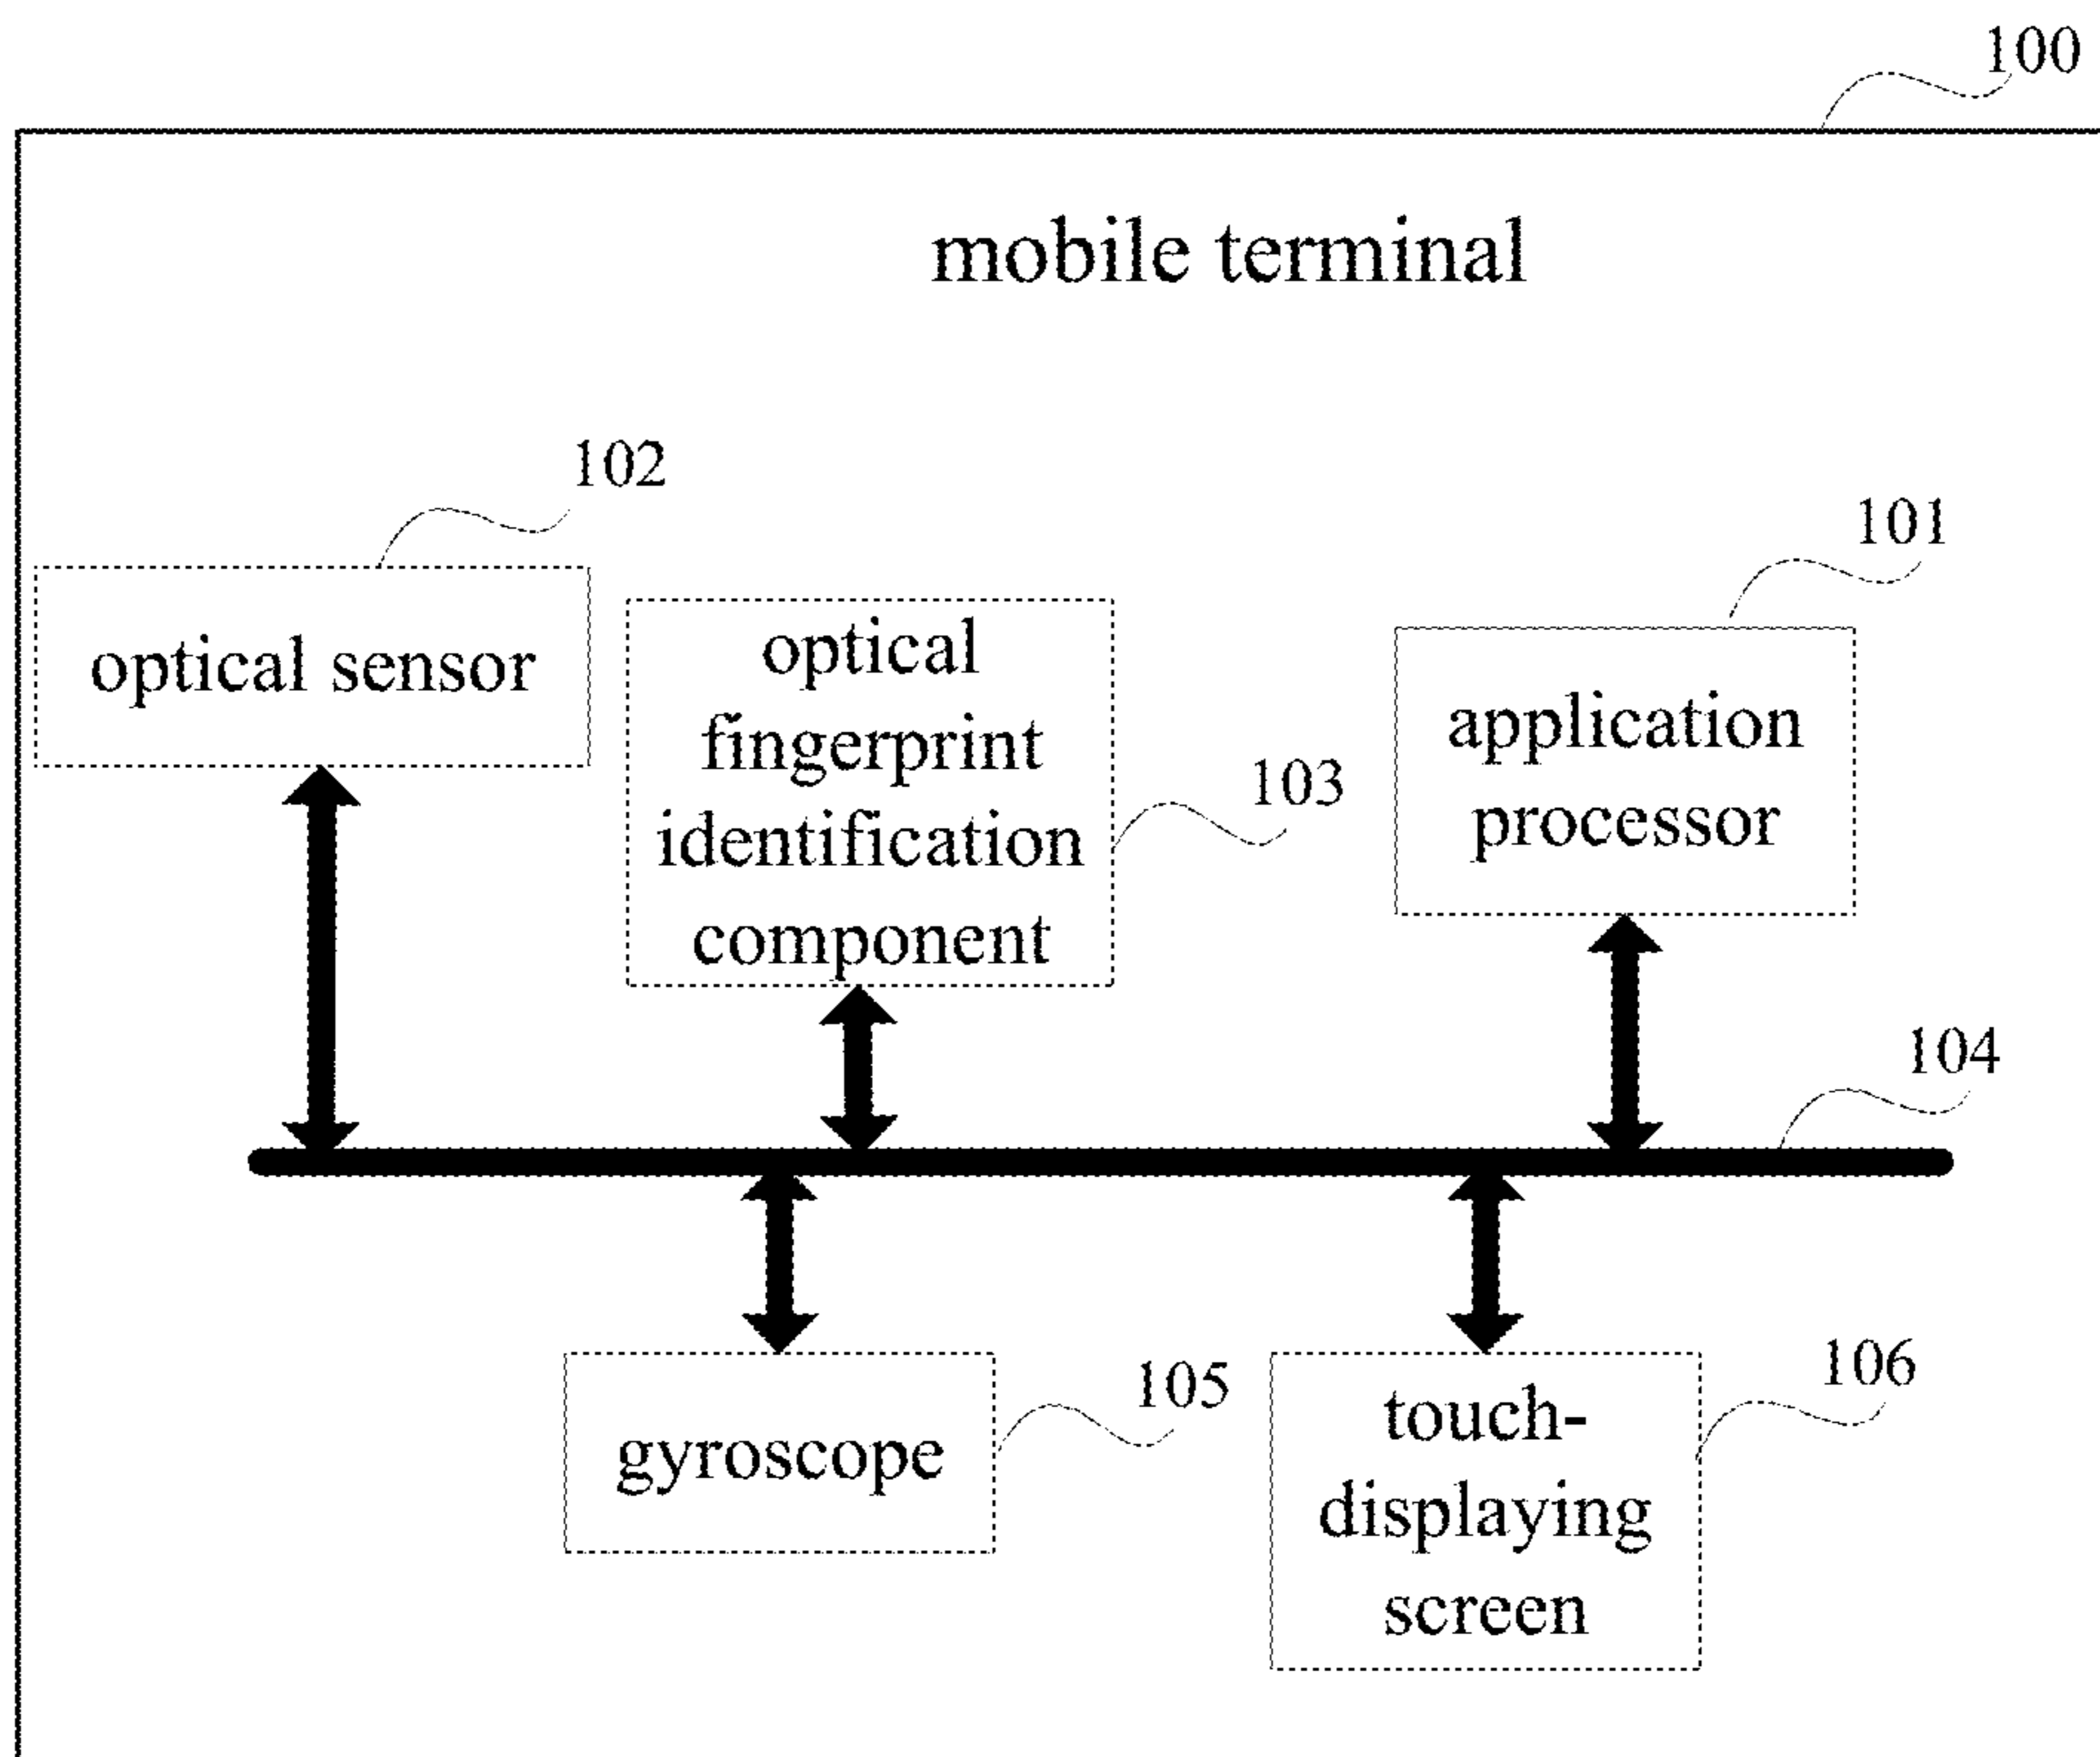 100
mobile terminal
102
101
optical sensor
optical
fingerprint
identification
component
103
application
processor
104
105
gyroscope
106
touch-
displaying
screen